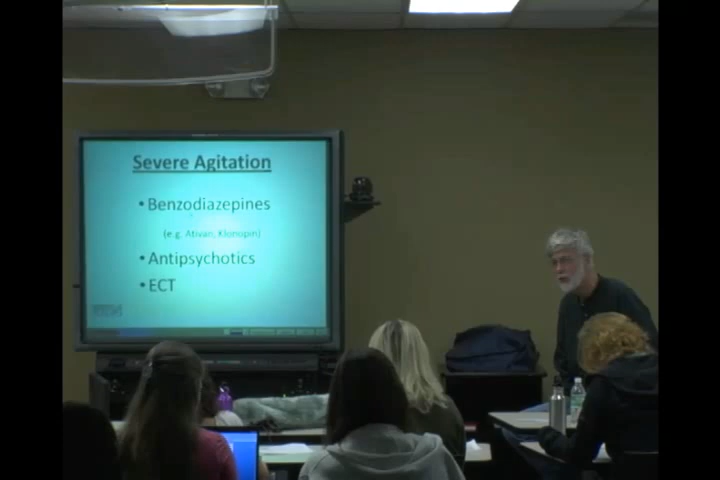 Severe Agitation
• Benzodiazepines
(e.g. Ativan, Klonopin)
• Antipsychotics
• ECT